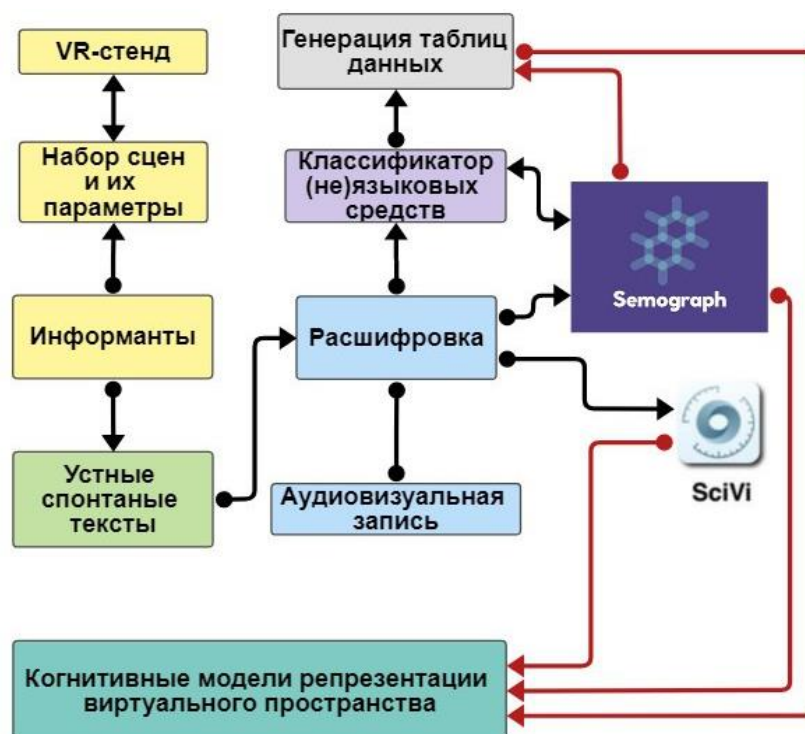 VR-стенд
Генерация таблиц
данных
Набор сцен
и их
параметры
Классификатор
(не)языковых
средств
Semograph
Информанты
Расшифровка
SciVi
Устные
спонтаные
тексты
Аудиовизуальная
запись
Когнитивные модели репрезентации
виртуального пространства